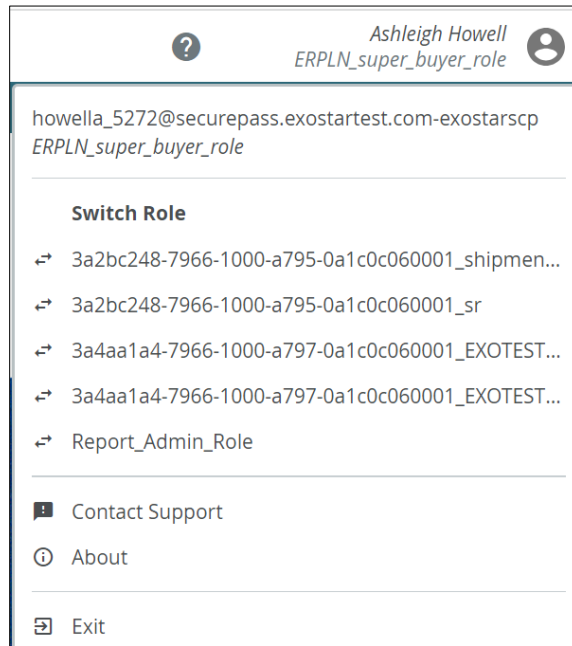 ?
Ashleigh Howell
ERPLN_super_buyer_role
howella_5272@securepass.exostartest.com-exostarscp
ERPLN_super_buyer_role
Switch Role
3a2bc248-7966-1000-a795-0a1c0c060001_shipmen...
3a2bc248-7966-1000-a795-0a1c0c060001_sr
3a4aa1a4-7966-1000-a797-0a1c0c060001_EXOTEST...
3a4aa1a4-7966-1000-a797-0a1c0c060001_EXOTEST...
Report_Admin_Role
Contact Support
About
Exit